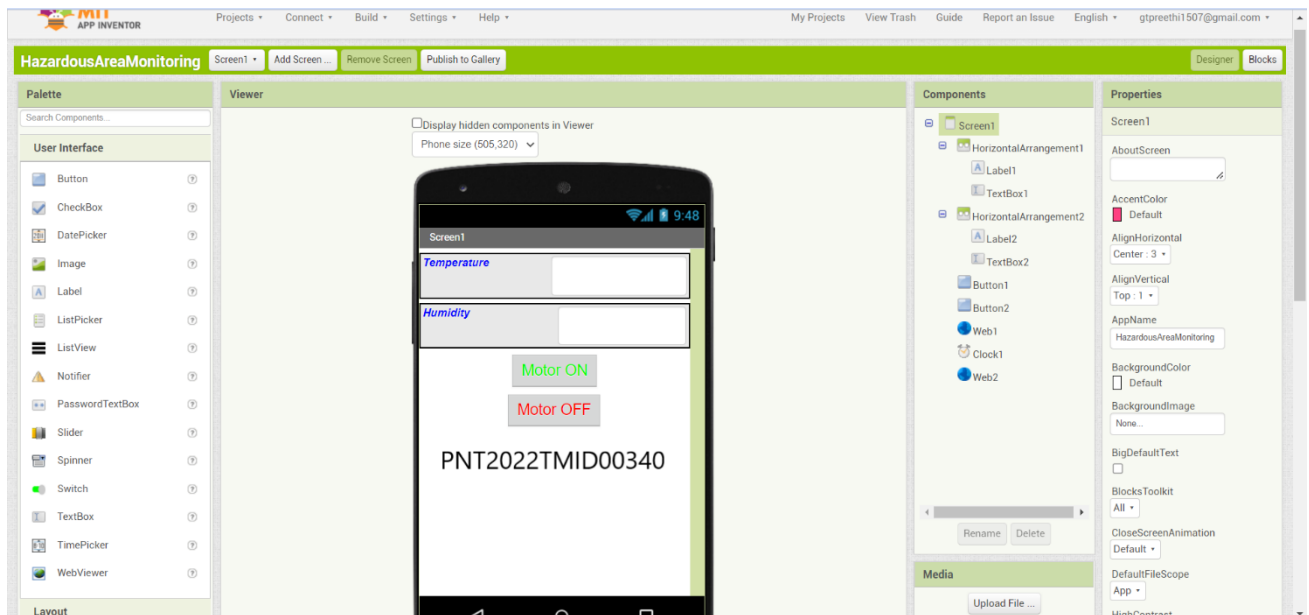 MIT
APP INVENTOR
Projects Connect Build Settings Help My Projects View Trash Guide Report an Issue English gtpreethi1507@gmail.com
HazardousAreaMonitoring Screen1 Add Screen ... Remove Screen Publish to Gallery Designer Blocks
Palette
Search Components...
User Interface
Button
CheckBox
DatePicker
Image
Label
ListPicker
ListView
Notifier
PasswordTextBox
Slider
Spinner
Switch
TextBox
TimePicker
WebViewer
Layout
Viewer
Display hidden components in Viewer
Phone size (505,320)
9:48
Screen1
Temperature
Humidity
Motor ON
Motor OFF
PNT2022TMID00340
Components
Screen1
HorizontalArrangement1
Label1
TextBox1
HorizontalArrangement2
Label2
TextBox2
Button1
Button2
Web1
Clock1
Web2
Rename Delete
Media
Upload File ...
Properties
Screen1
AboutScreen
AccentColor
Default
AlignHorizontal
Center : 3
AlignVertical
Top : 1
AppName
HazardousAreaMonitoring
BackgroundColor
Default
BackgroundImage
None...
BigDefaultText
BlocksToolkit
All
CloseScreenAnimation
Default
DefaultFileScope
App
HighContrast